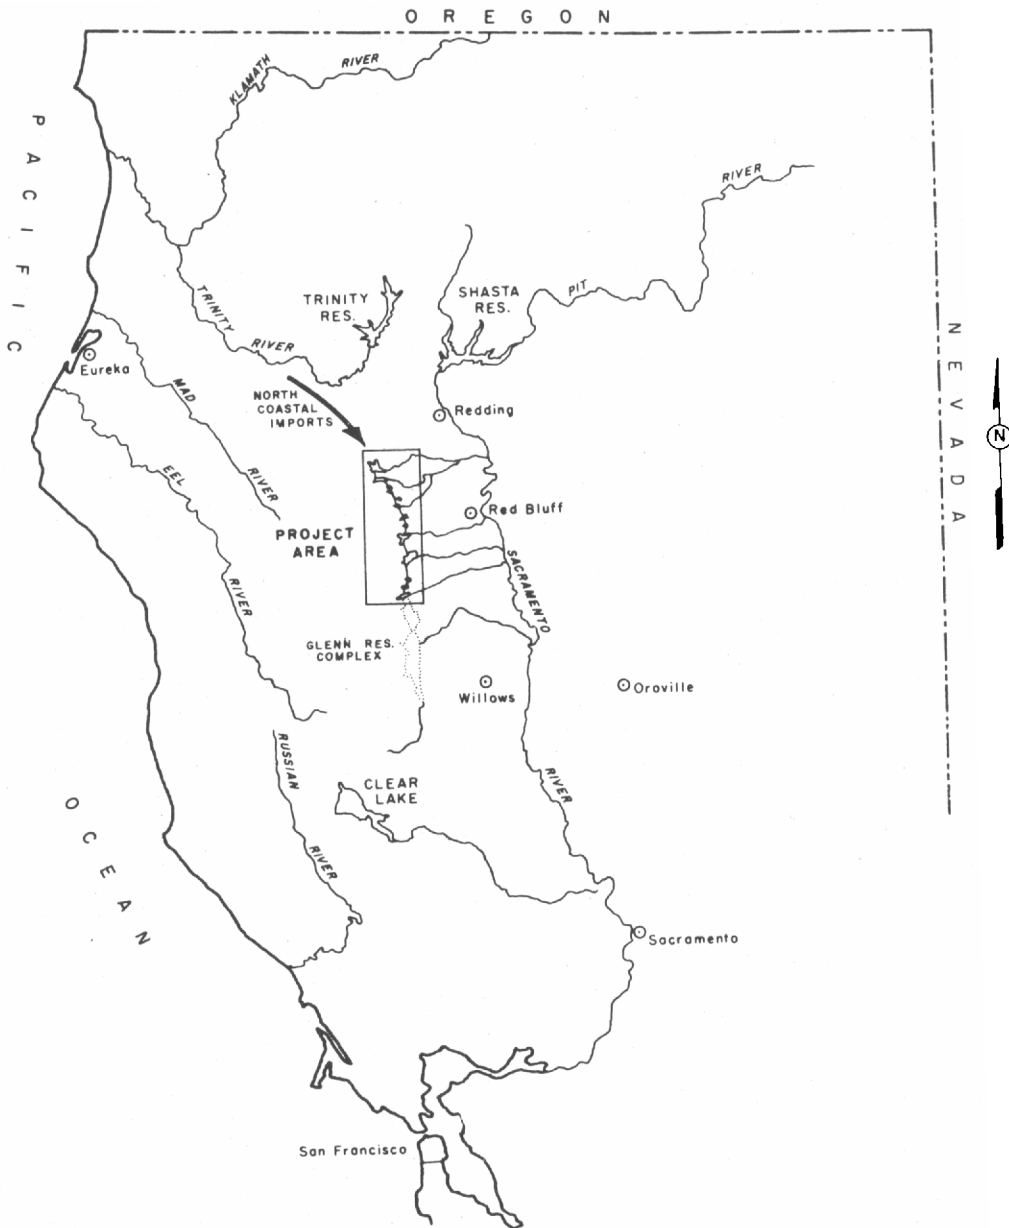 OREGON
KLAMATH
RIVER
RIVER
PACIFIC
TRINITY
RES.
SHASTA
RES.
PIT
TRINITY
RIVER
NEVADA
Eureka
MAD
RIVER
NORTH
COASTAL
IMPORTS
Redding
N
EEL
RIVER
PROJECT
AREA
Red Bluff
SACRAMENTO
GLENN RES.
COMPLEX
Willows
Oroville
RUSSIAN
RIVER
CLEAR
LAKE
RIVER
OCEAN
Sacramento
San Francisco